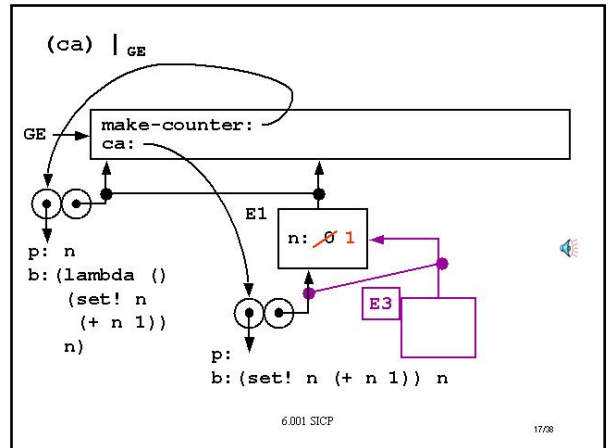 (ca) | GE
make-counter:
GE
ca:
E1
n: 0 1
p: n
b:(lambda ()
(set! n
(+ n 1))
n)
E3
p:
b:(set! n (+ n 1)) n
6.001 SICP
17/38